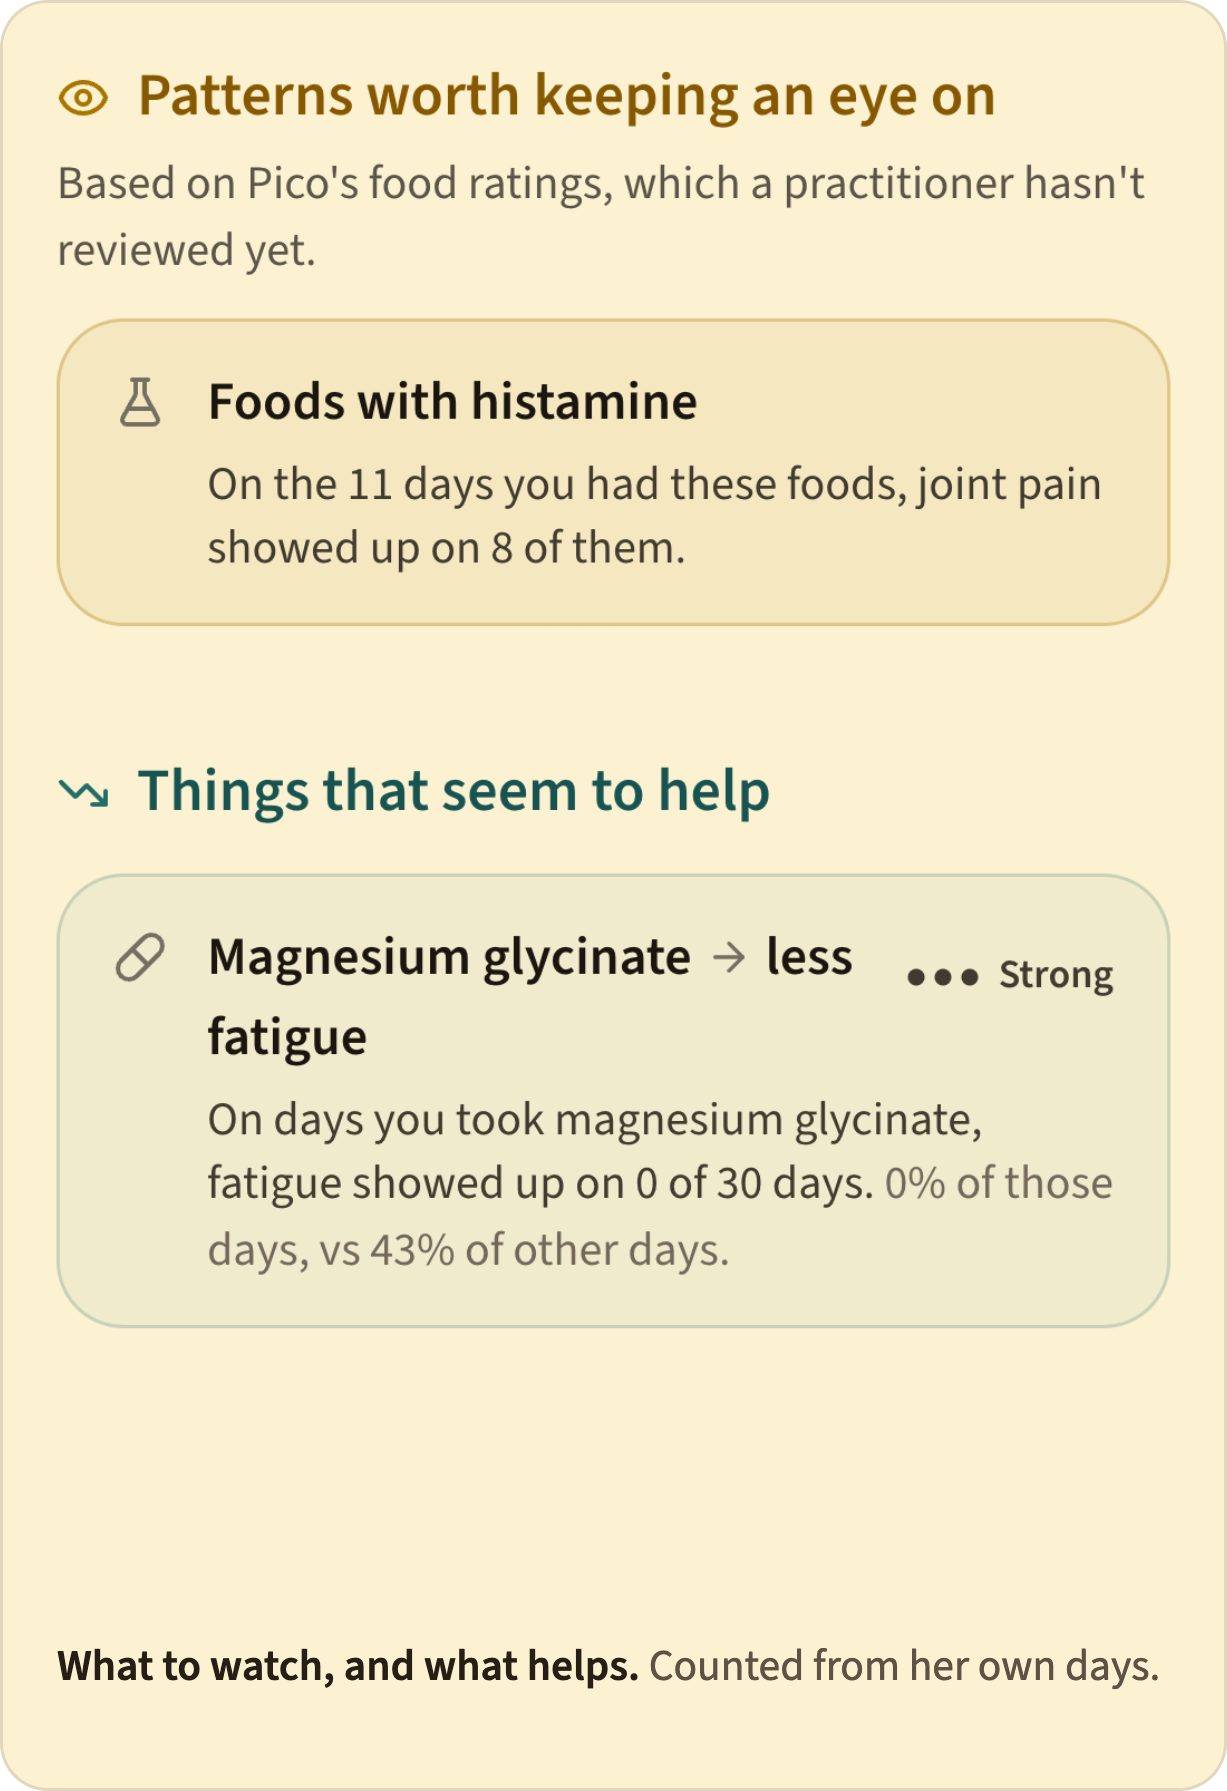 Patterns worth keeping an eye on
Based on Pico's food ratings, which a practitioner hasn't
reviewed yet.
Foods with histamine
On the 11 days you had these foods, joint pain
showed up on 8 of them.
Things that seem to help
Magnesium glycinate → less
fatigue
●●● Strong
On days you took magnesium glycinate,
fatigue showed up on 0 of 30 days. 0% of those
days, vs 43% of other days.
What to watch, and what helps. Counted from her own days.